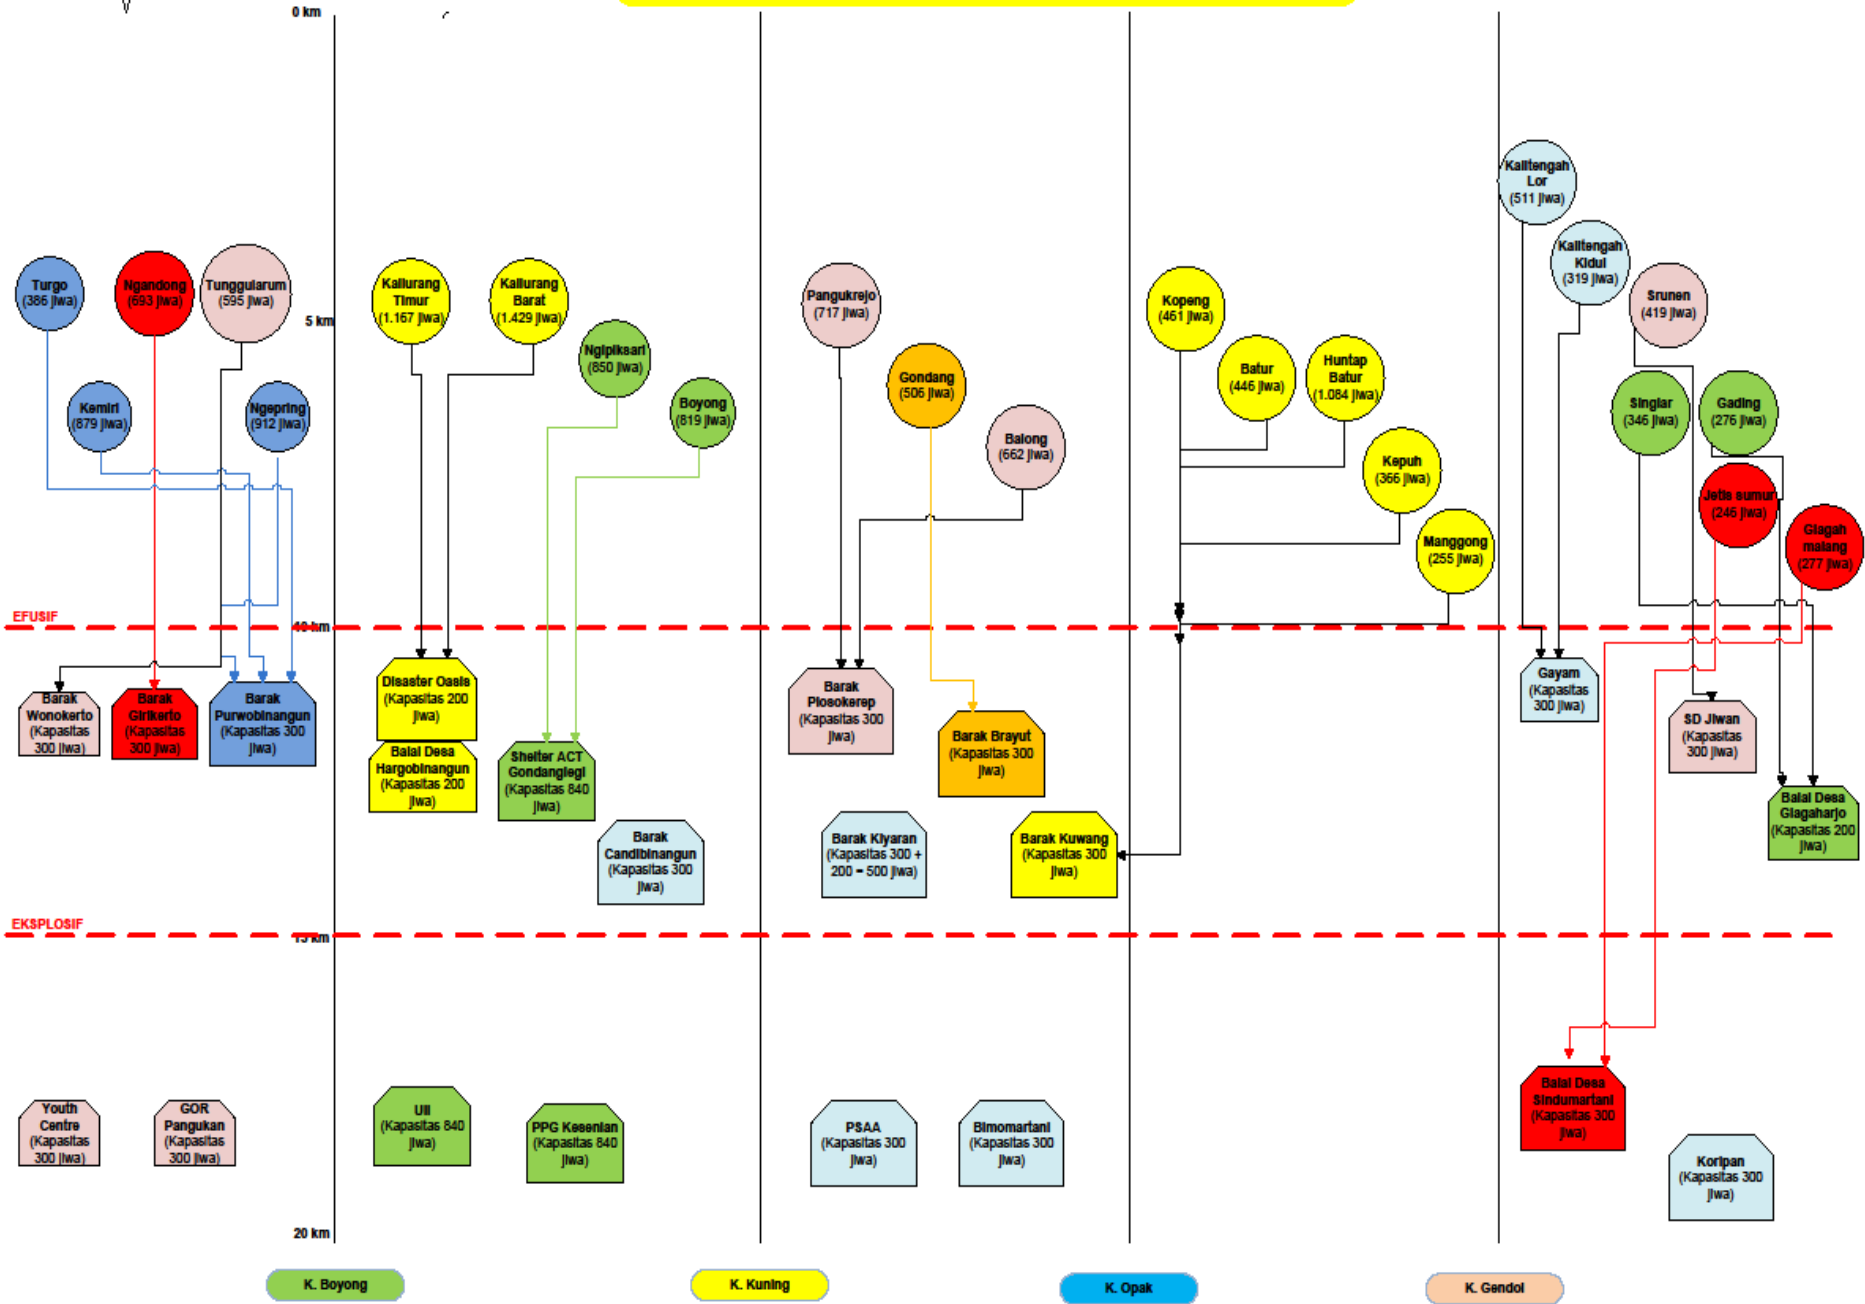 0 km
Kalitengah
Lor
(511 jiwa)
Kalitengah
Kidul
(319 jiwa)
Turgo
(386 jiwa)
Ngandong
(693 jiwa)
Tunggularum
(595 jiwa)
Kaliurang
Timur
(1.167 jiwa)
Kaliurang
Barat
(1.429 jiwa)
Pangukrejo
(717 jiwa)
Kopeng
(461 jiwa)
Srunen
(419 jiwa)
5 km
Ngipiksari
(850 jiwa)
Gondang
(506 jiwa)
Batur
(446 jiwa)
Huntap
Batur
(1.084 jiwa)
Kemiri
(879 jiwa)
Ngepring
(912 jiwa)
Boyong
(819 jiwa)
Balong
(662 jiwa)
Kepuh
(366 jiwa)
Singlar
(346 jiwa)
Gading
(276 jiwa)
Manggong
(255 jiwa)
Jetis sumur
(246 jiwa)
Glagah
malang
(277 jiwa)
EFUSIF
10 km
Barak
Wonokerto
(Kapasitas
300 jiwa)
Barak
Girikerto
(Kapasitas
300 jiwa)
Barak
Purwobinangun
(Kapasitas 300
jiwa)
Disaster Oasis
(Kapasitas 200
jiwa)
Balai Desa
Hargobinangun
(Kapasitas 200
jiwa)
Shelter ACT
Gondanglegi
(Kapasitas 840
jiwa)
Barak
Candibinangun
(Kapasitas 300
jiwa)
Barak
Plosokerep
(Kapasitas 300
jiwa)
Barak Brayut
(Kapasitas 300
jiwa)
Barak Kiyaran
(Kapasitas 300 +
200 = 500 jiwa)
Barak Kuwang
(Kapasitas 300
jiwa)
Gayam
(Kapasitas
300 jiwa)
SD Jiwan
(Kapasitas
300 jiwa)
Balai Desa
Glagaharjo
(Kapasitas 200
jiwa)
EKSPLOSIF
15 km
Youth
Centre
(Kapasitas
300 jiwa)
GOR
Pangukan
(Kapasitas
300 jiwa)
UII
(Kapasitas 840
jiwa)
PPG Kesenian
(Kapasitas 840
jiwa)
PSAA
(Kapasitas 300
jiwa)
Bimomartani
(Kapasitas 300
jiwa)
Balai Desa
Sindumartani
(Kapasitas 300
jiwa)
Koripan
(Kapasitas 300
jiwa)
20 km
K. Boyong
K. Kuning
K. Opak
K. Gendol